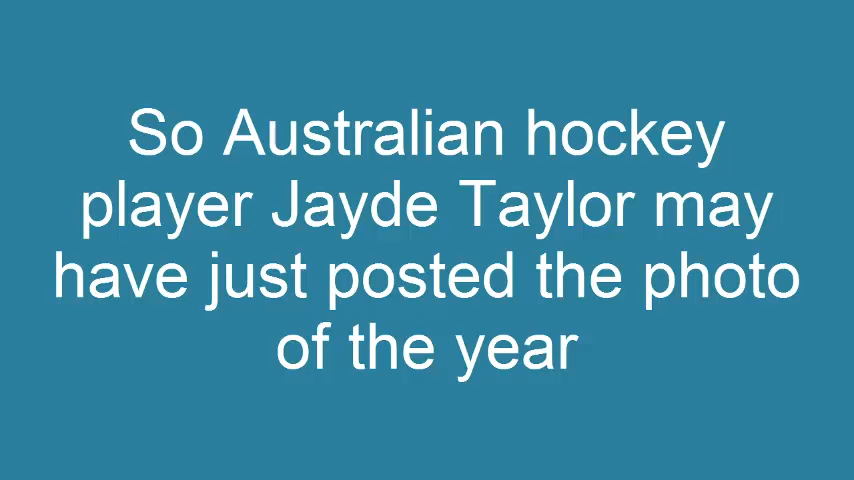 So Australian hockey
player Jayde Taylor may
have just posted the photo
of the year